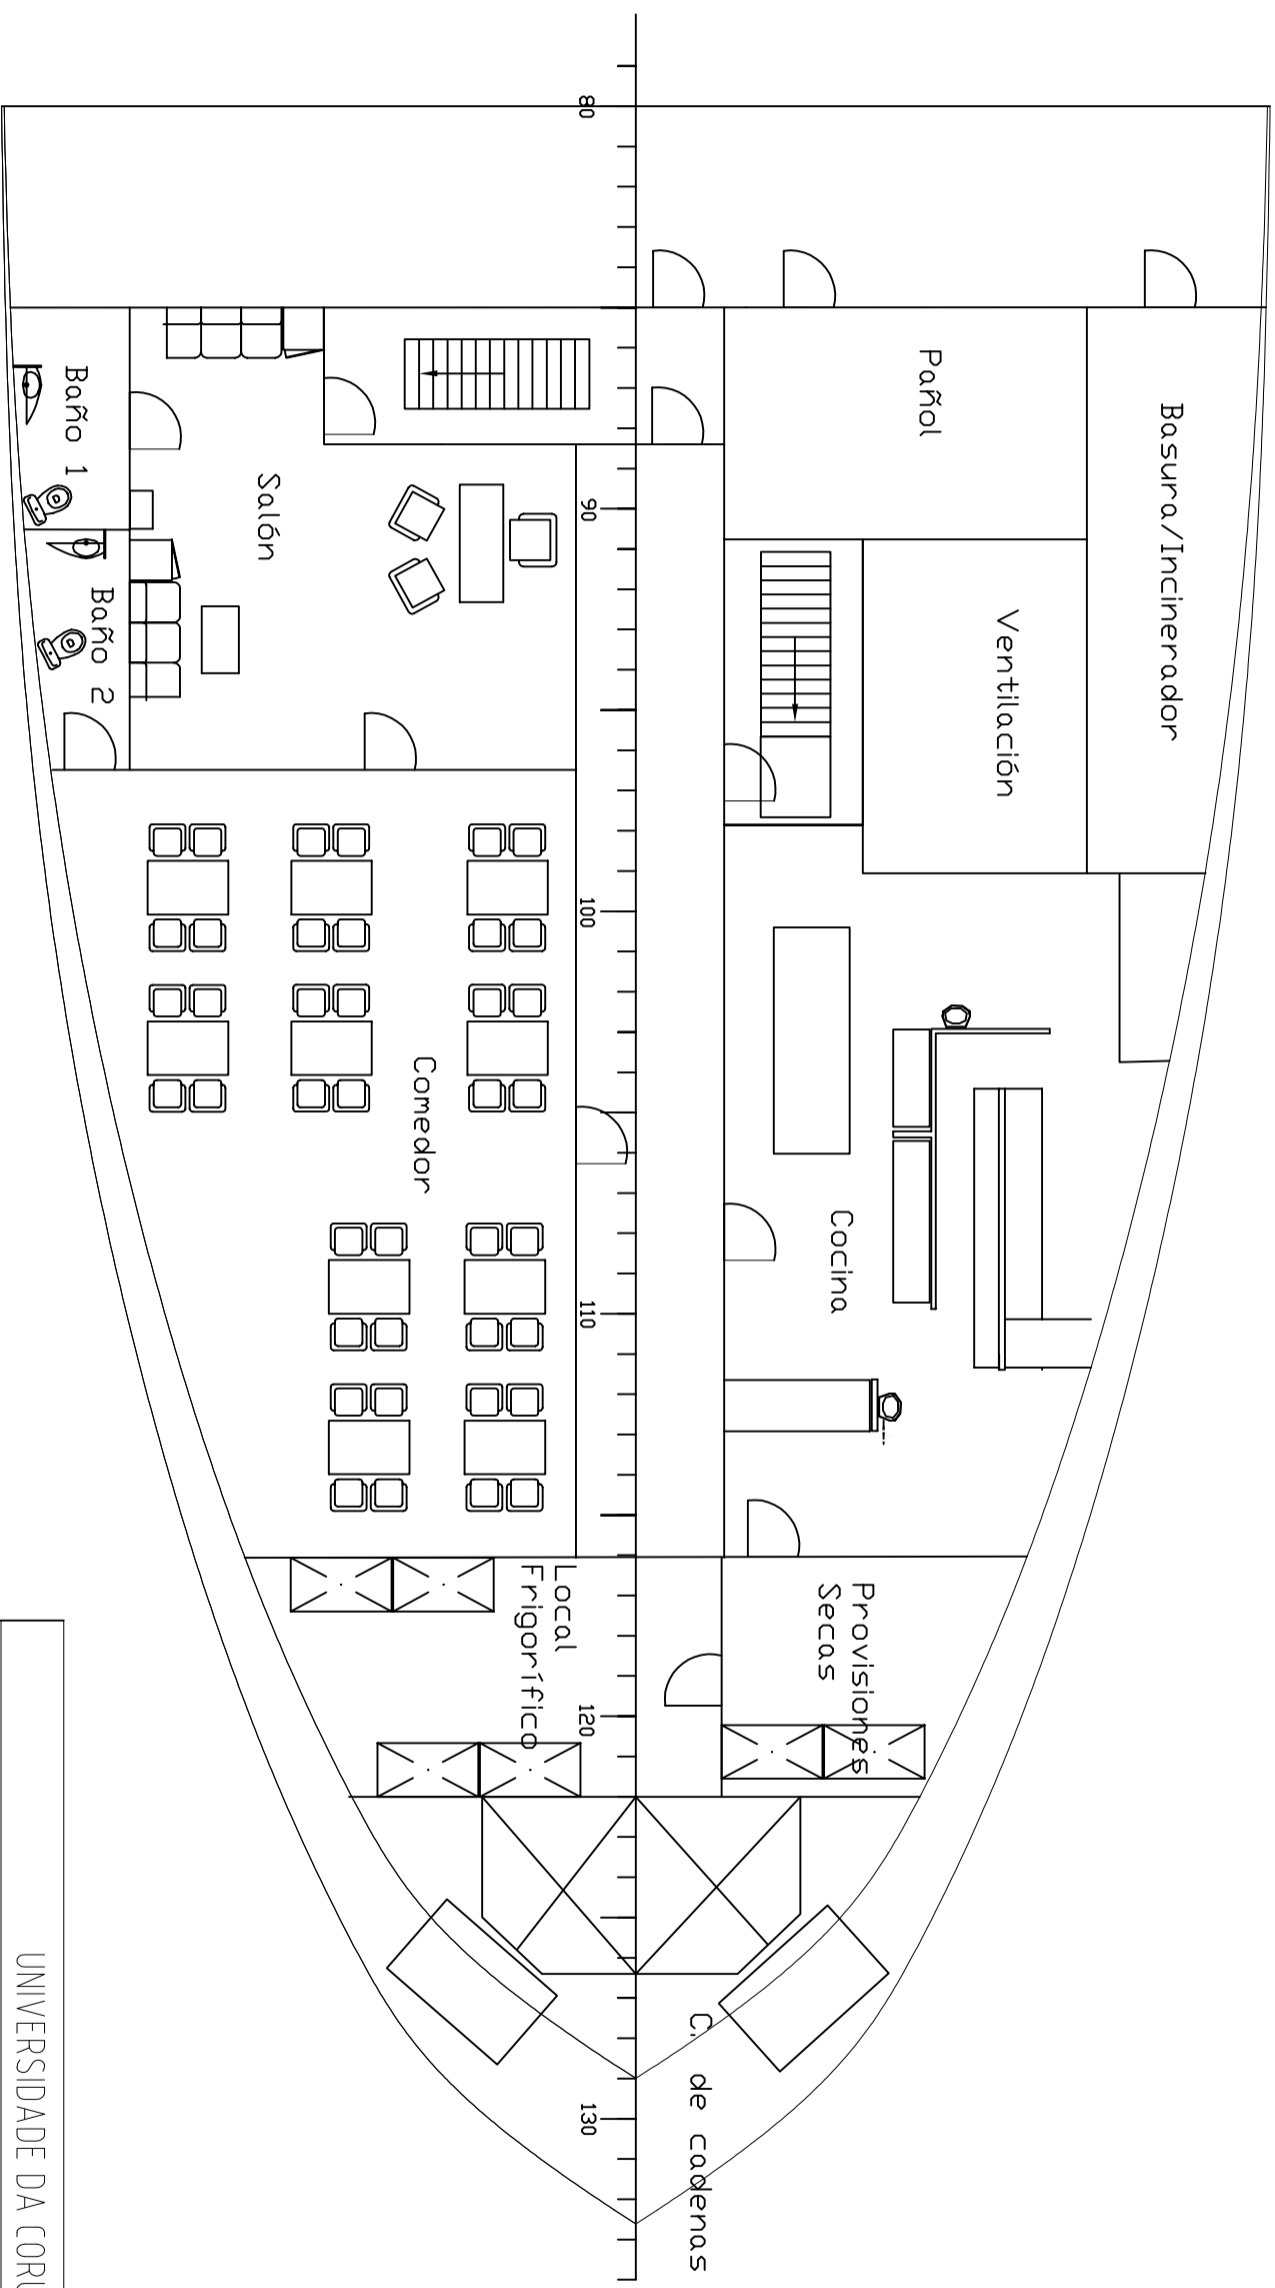 Basura/Incinerador
Ventilación
Pañol
Provisiones
Secas
Cocina
C. de cadenas
80 90 100 110 120 130
Local
Frigorífico
Comedor
Salón
Baño 2
Baño 1
UNIVERSIDADE DA CORU